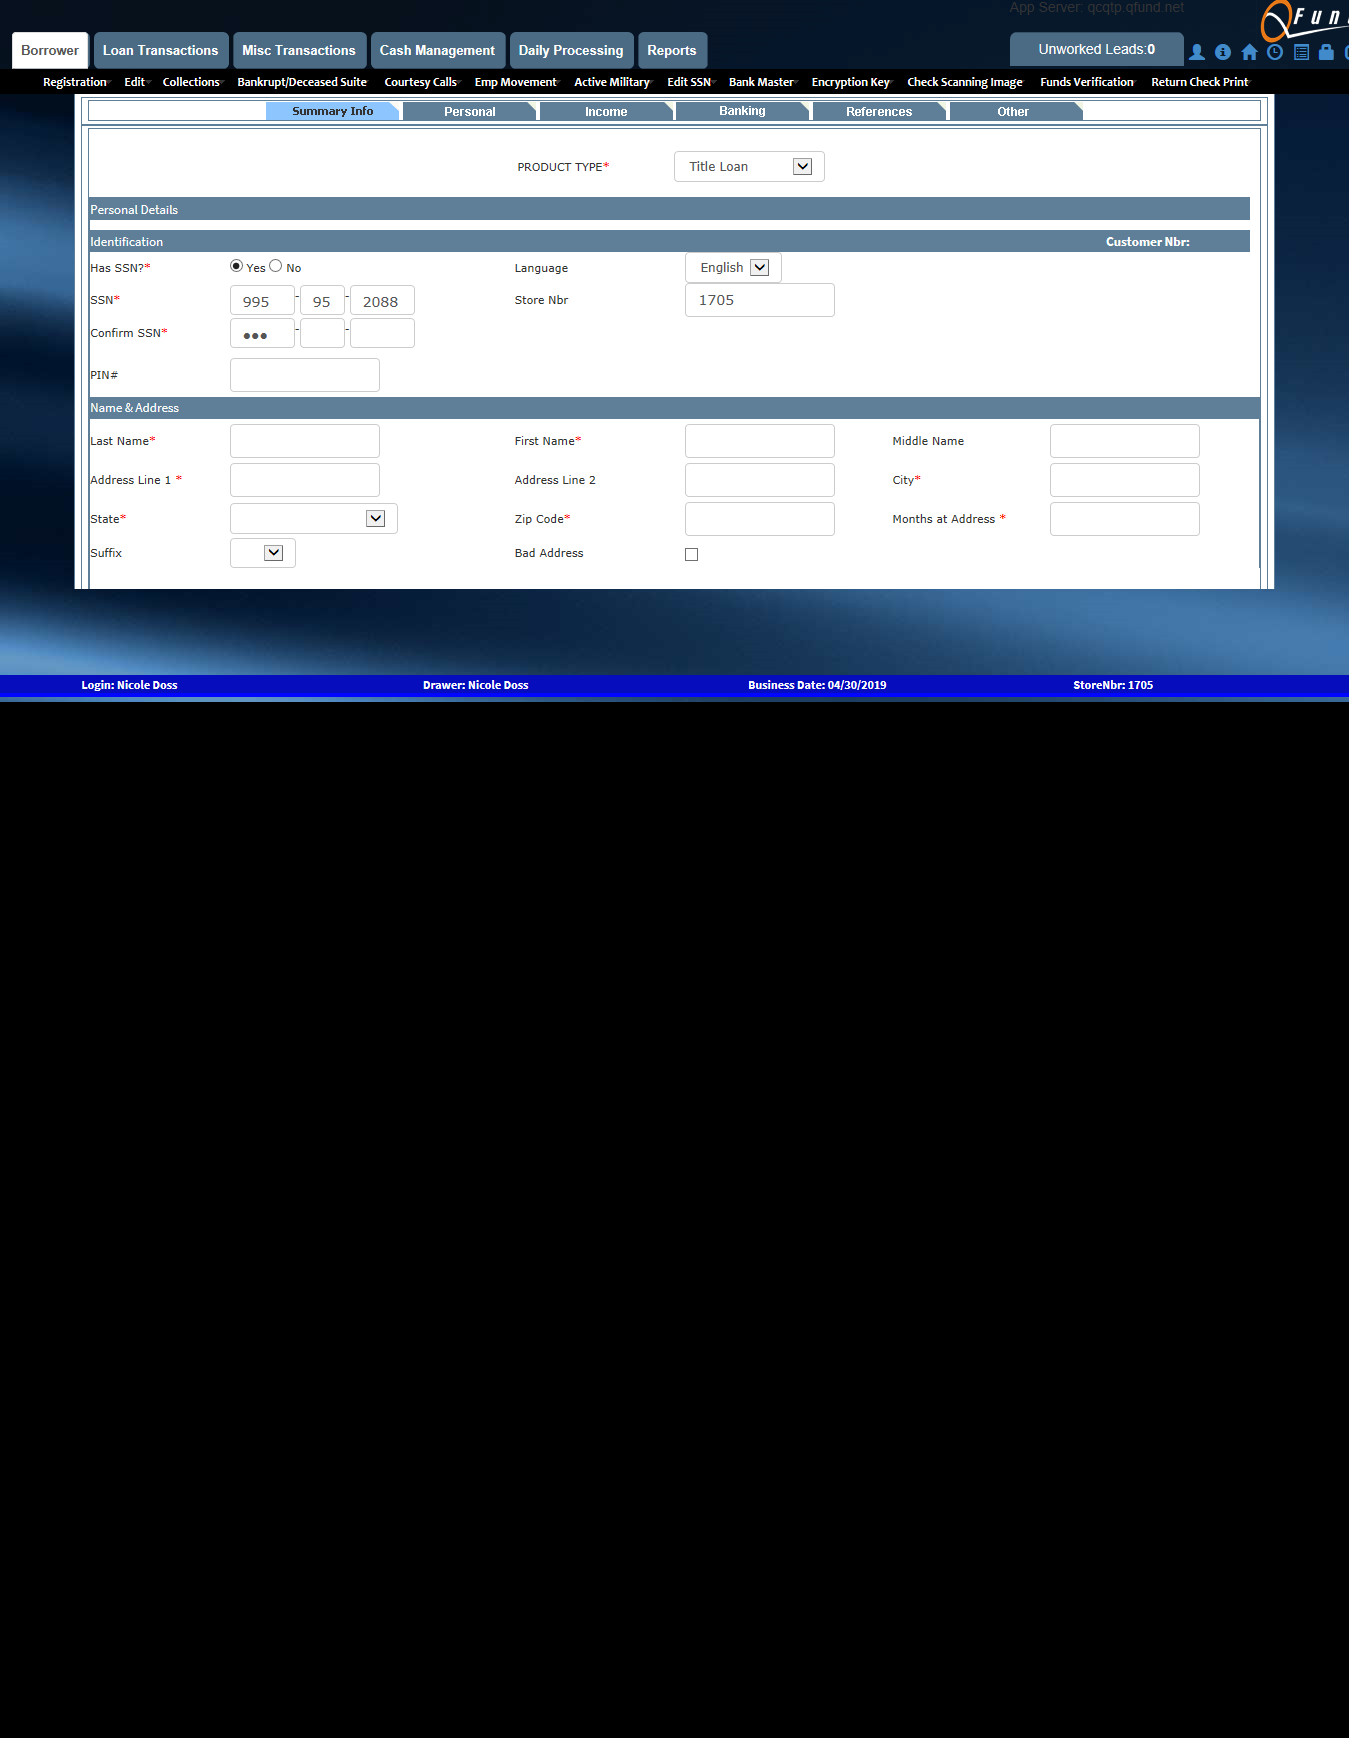 App Server: qcqtp.qfund.net
Borrower Loan Transactions Misc Transactions Cash Management Daily Processing Reports Unworked Leads:0
Registration Edit Collections Bankrupt/Deceased Suite Courtesy Calls Emp Movement Active Military Edit SSN Bank Master Encryption Key Check Scanning Image Funds Verification Return Check Print
Summary Info Personal Income Banking References Other
PRODUCT TYPE* Title Loan
Personal Details
Identification Customer Nbr:
Has SSN?* Yes No Language English
SSN* 995 - 95 - 2088 Store Nbr 1705
Confirm SSN* ●●● - -
PIN#
Name & Address
Last Name* First Name* Middle Name
Address Line 1 * Address Line 2 City*
State* Zip Code* Months at Address *
Suffix Bad Address
Login: Nicole Doss Drawer: Nicole Doss Business Date: 04/30/2019 StoreNbr: 1705